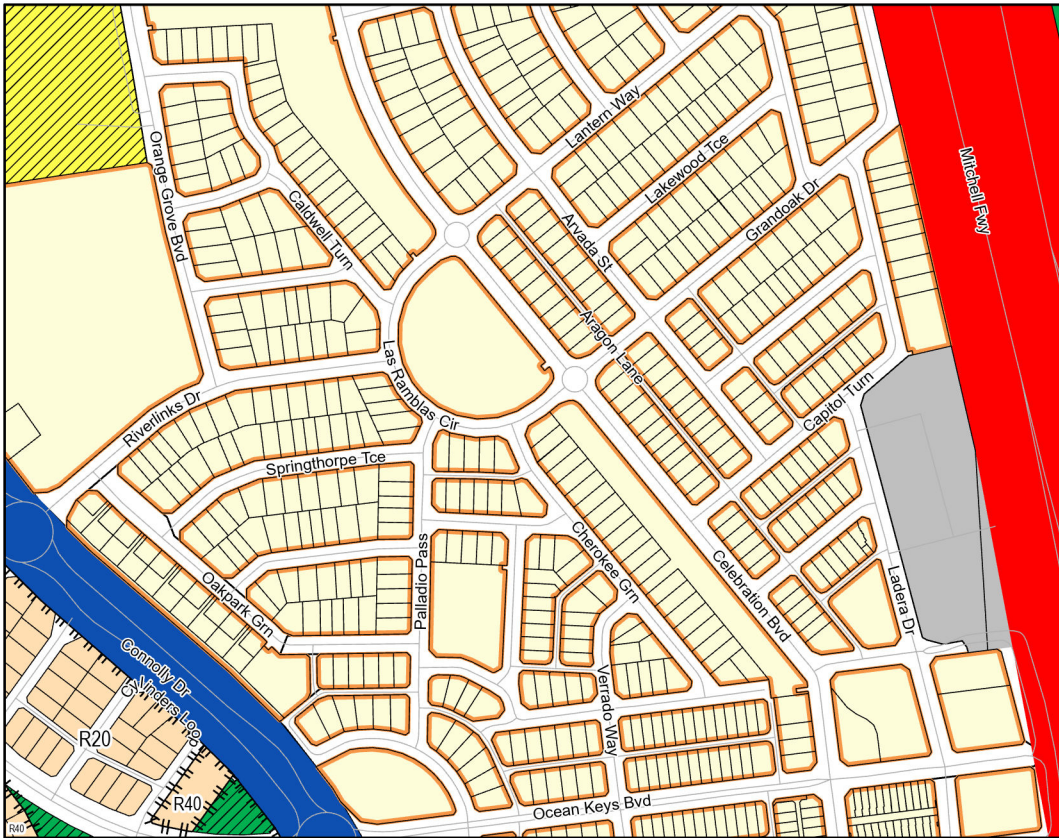 Lantern Way
Mitchell Fwy
Orange Grove Bvd
Lakewood Tce
Caldwell Turn
Grandoak Dr
Arvada St
Aragon Lane
Las Ramblas Cir
Riverlinks Dr
Capitol Turn
Springthorpe Tce
Palladio Pass
Cherokee Grn
Oakpark Grn
Celebration Bvd
Ladera Dr
Connolly Dr
Verrado Way
R20
R40
Ocean Keys Bvd
R40